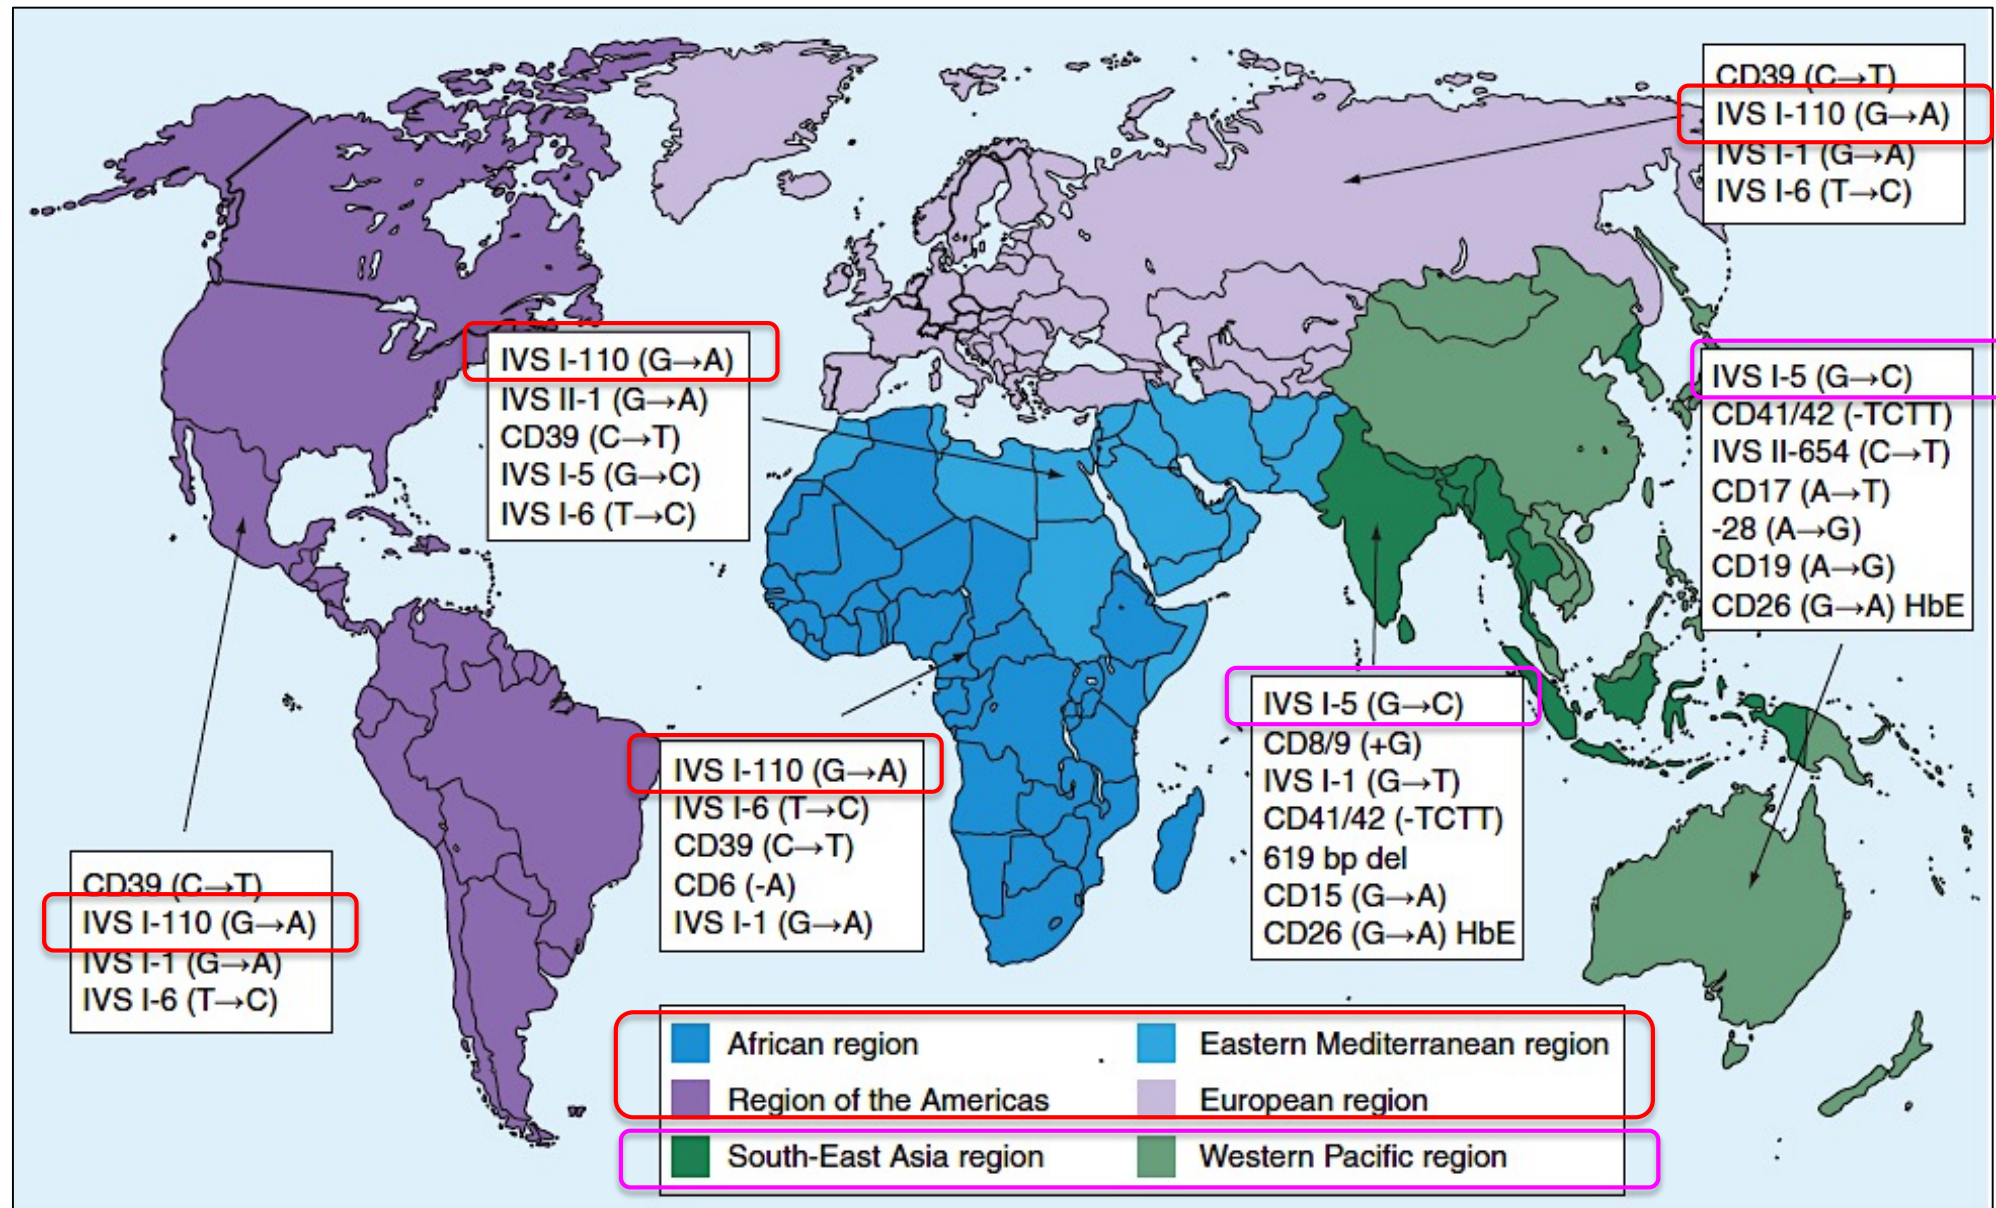 CD39 (C→T)
IVS I-110 (G→A)
IVS I-1 (G→A)
IVS I-6 (T→C)
IVS I-110 (G→A)
IVS II-1 (G→A)
CD39 (C→T)
IVS I-5 (G→C)
IVS I-6 (T→C)
IVS I-5 (G→C)
CD41/42 (-TCTT)
IVS II-654 (C→T)
CD17 (A→T)
-28 (A→G)
CD19 (A→G)
CD26 (G→A) HbE
IVS I-5 (G→C)
CD8/9 (+G)
IVS I-1 (G→T)
CD41/42 (-TCTT)
619 bp del
CD15 (G→A)
CD26 (G→A) HbE
IVS I-110 (G→A)
IVS I-6 (T→C)
CD39 (C→T)
CD6 (-A)
IVS I-1 (G→A)
CD39 (C→T)
IVS I-110 (G→A)
IVS I-1 (G→A)
IVS I-6 (T→C)
African region
Eastern Mediterranean region
Region of the Americas
European region
South-East Asia region
Western Pacific region